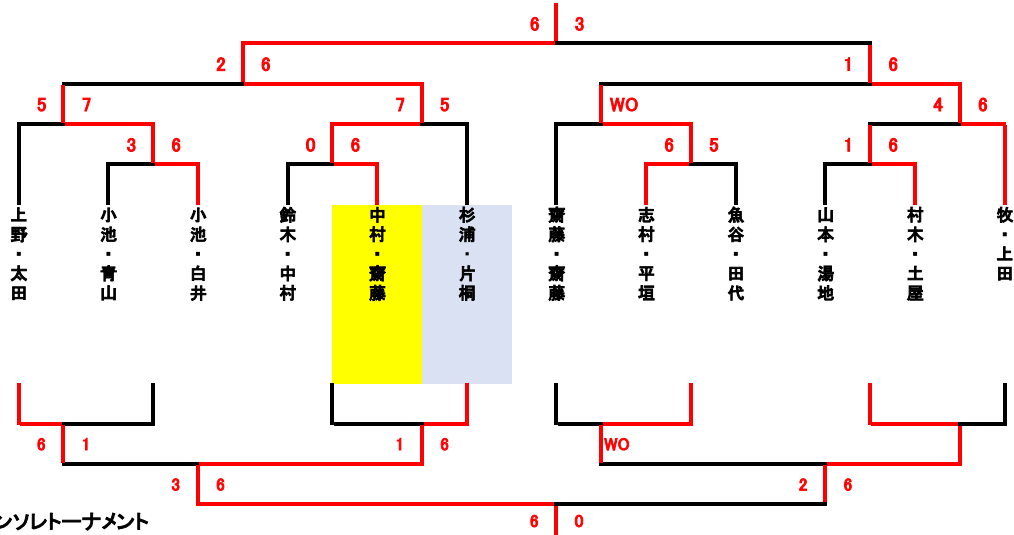 6 3
2 6 1 6
5 7 7 5 WO 4 6
3 6 0 6 6 5 1 6
上野・太田
小池・青山
小池・白井
鈴木・中村
中村・齋藤
杉浦・片桐
齋藤・齋藤
志村・平垣
魚谷・田代
山本・湯地
村木・土屋
牧・上田
6 1 1 6 WO
3 6 2 6
ンソレトーナメント 6 0